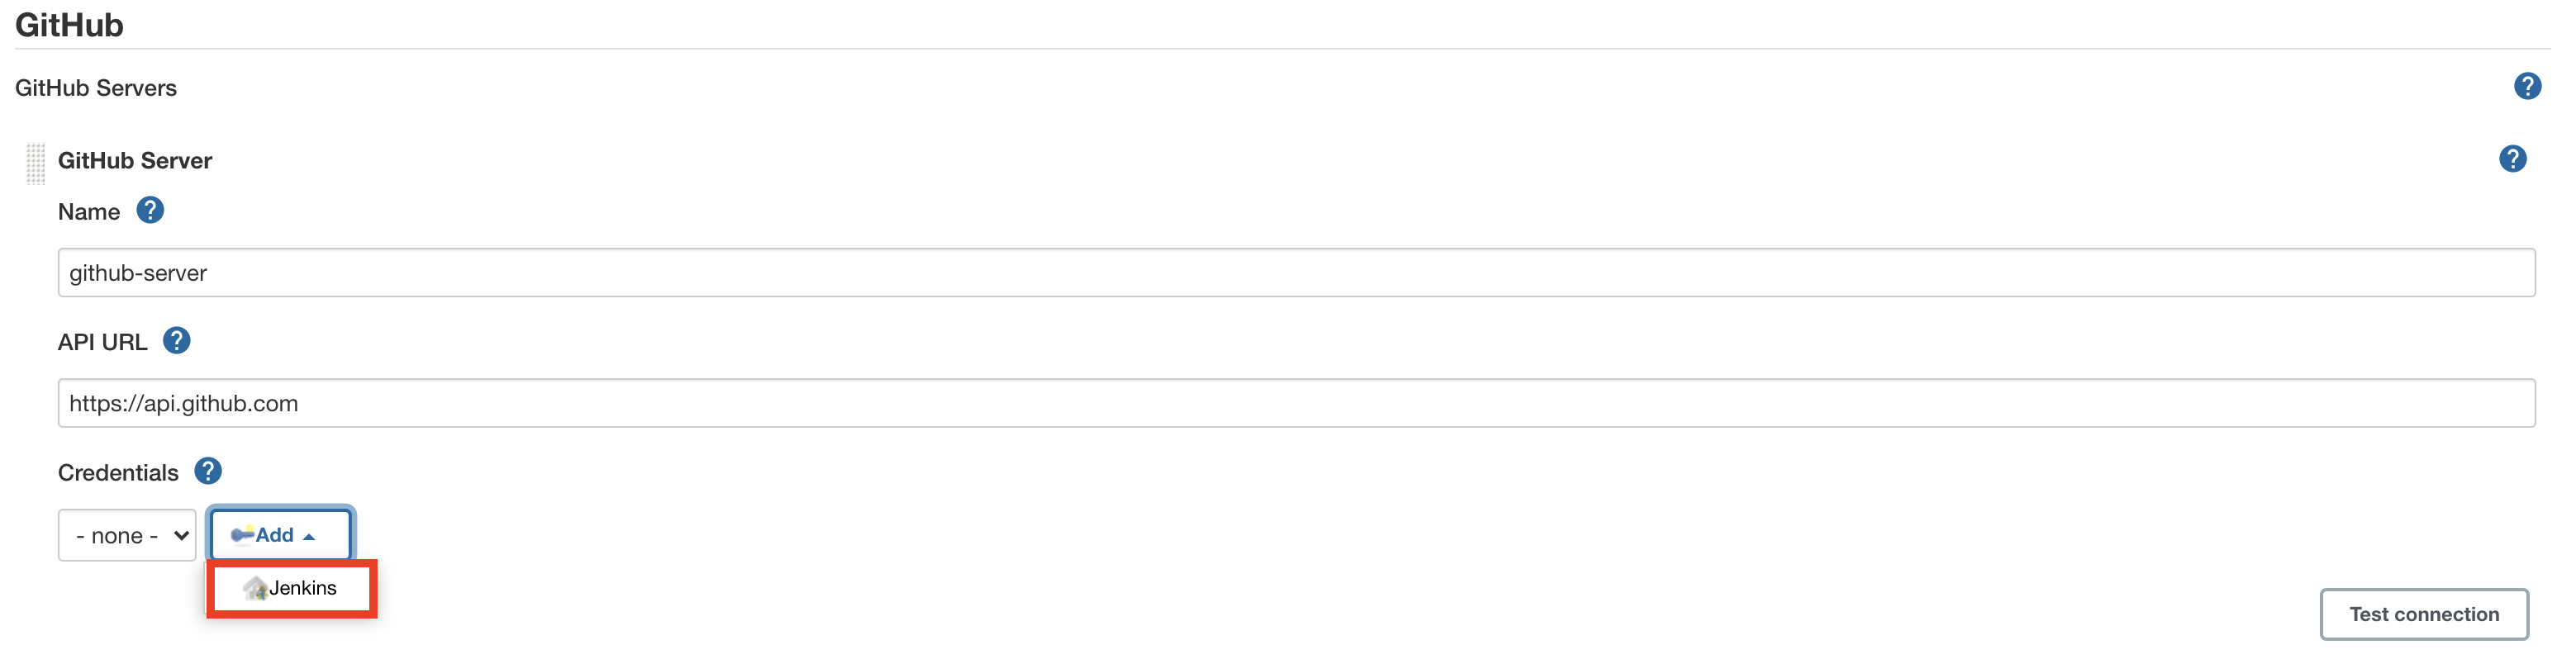 GitHub
GitHub Servers
?
GitHub Server
?
Name ?
github-server
API URL ?
https://api.github.com
Credentials ?
- none -
Add
Jenkins
Test connection